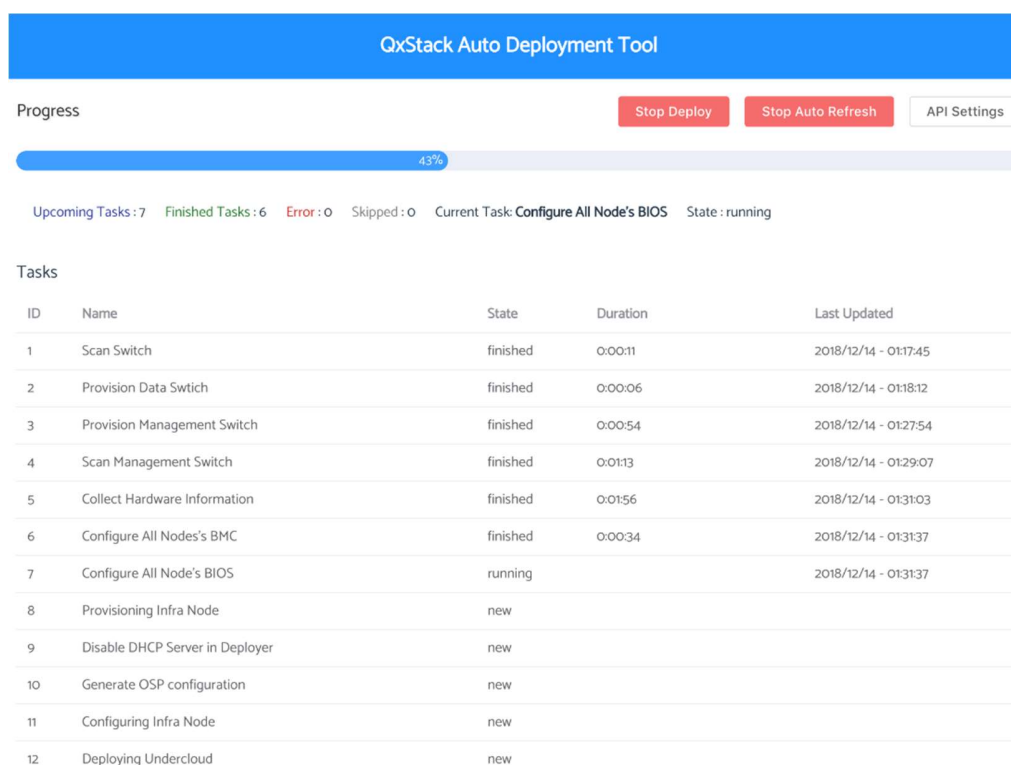 QxStack Auto Deployment Tool
Progress Stop Deploy Stop Auto Refresh API Settings
43%
Upcoming Tasks : 7 Finished Tasks : 6 Error : 0 Skipped : 0 Current Task: Configure All Node's BIOS State : running
Tasks
ID Name State Duration Last Updated
1 Scan Switch finished 0:00:11 2018/12/14 - 01:17:45
2 Provision Data Swtich finished 0:00:06 2018/12/14 - 01:18:12
3 Provision Management Switch finished 0:00:54 2018/12/14 - 01:27:54
4 Scan Management Switch finished 0:01:13 2018/12/14 - 01:29:07
5 Collect Hardware Information finished 0:01:56 2018/12/14 - 01:31:03
6 Configure All Nodes's BMC finished 0:00:34 2018/12/14 - 01:31:37
7 Configure All Node's BIOS running 2018/12/14 - 01:31:37
8 Provisioning Infra Node new
9 Disable DHCP Server in Deployer new
10 Generate OSP configuration new
11 Configuring Infra Node new
12 Deploying Undercloud new